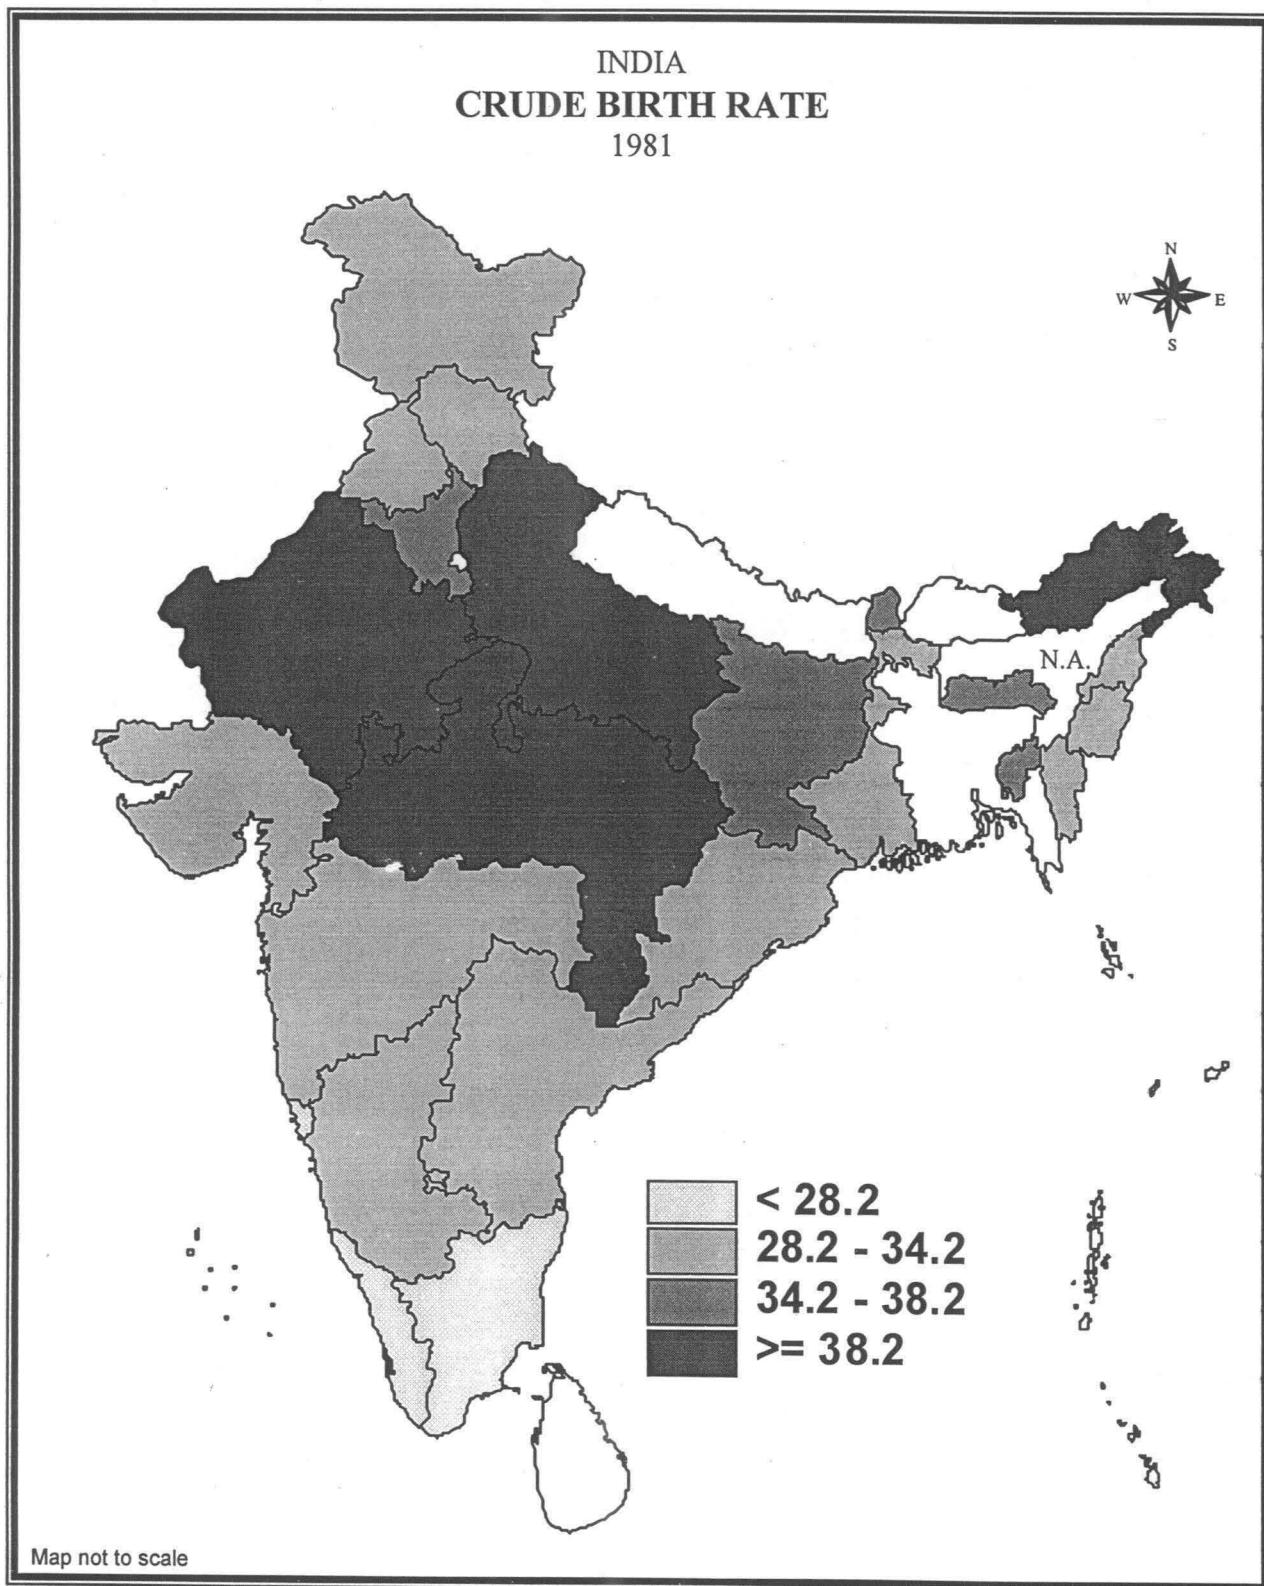 INDIA
CRUDE BIRTH RATE
1981
N
W E
S
N.A.
< 28.2
28.2 - 34.2
34.2 - 38.2
>= 38.2
Map not to scale